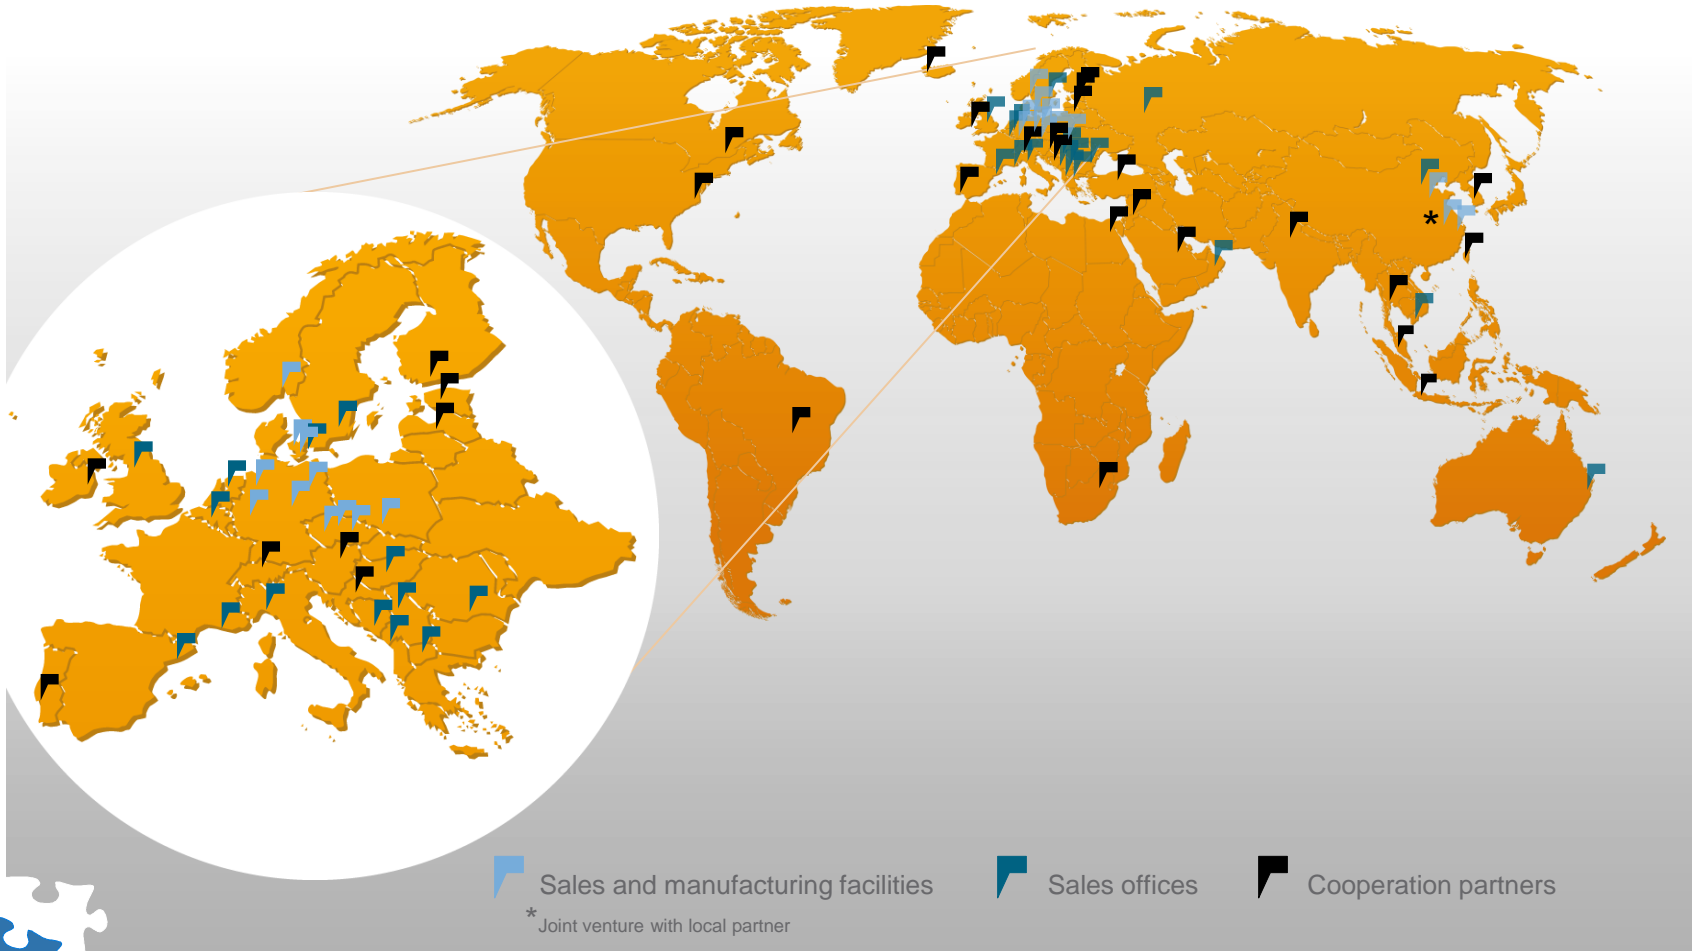 *
Sales and manufacturing facilities
Sales offices
Cooperation partners
* Joint venture with local partner